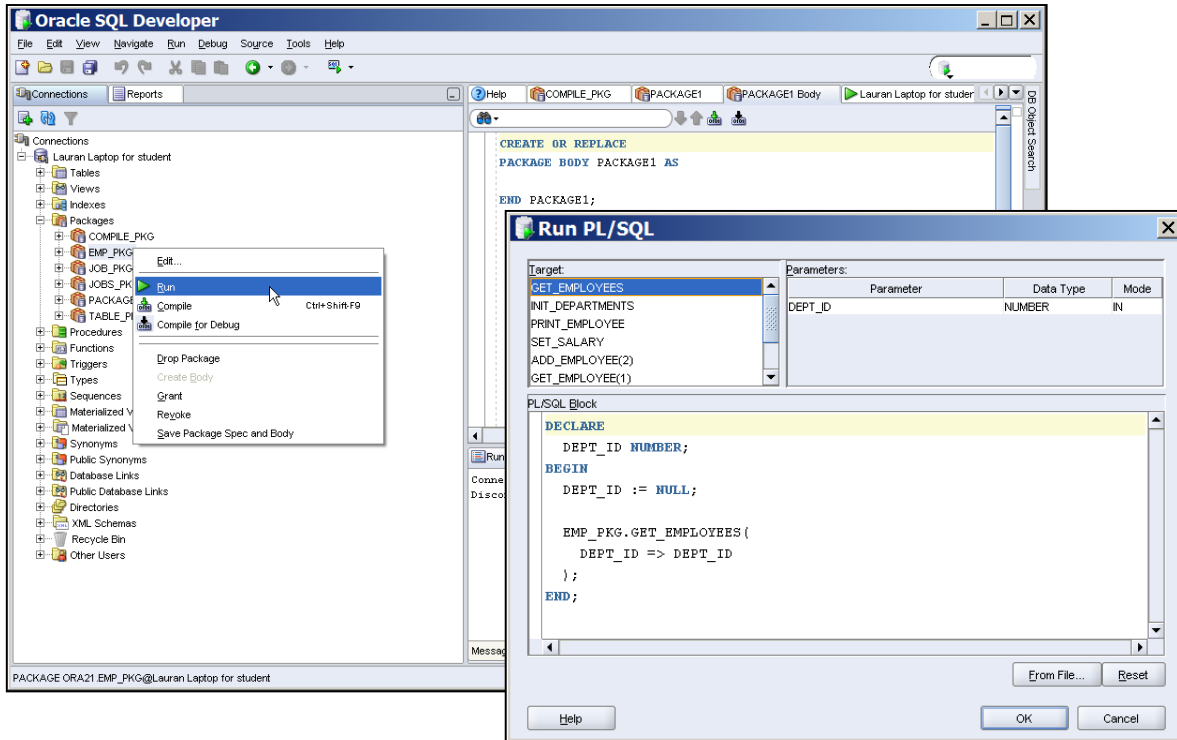 Oracle SQL Developer
File Edit View Navigate Run Debug Source Tools Help
Connections Reports
Connections
Lauran Laptop for student
Tables
Views
Indexes
Packages
COMPILE_PKG
EMP_PKG
JOB_PKG
JOBS_PK
PACKAGE
TABLE_P
Procedures
Functions
Triggers
Types
Sequences
Materialized V
Materialized V
Synonyms
Public Synonyms
Database Links
Public Database Links
Directories
XML Schemas
Recycle Bin
Other Users
Edit...
Run
Compile Ctrl+Shift-F9
Compile for Debug
Drop Package
Create Body
Grant
Revoke
Save Package Spec and Body
PACKAGE ORA21.EMP_PKG@Lauran Laptop for student
Help COMPILE_PKG PACKAGE1 PACKAGE1 Body Lauran Laptop for studer
DB Object Search
CREATE OR REPLACE
PACKAGE BODY PACKAGE1 AS
END PACKAGE1;
Run
Conne
Disco
Messag
Run PL/SQL
Target:
GET_EMPLOYEES
INIT_DEPARTMENTS
PRINT_EMPLOYEE
SET_SALARY
ADD_EMPLOYEE(2)
GET_EMPLOYEE(1)
Parameters:
Parameter Data Type Mode
DEPT_ID NUMBER IN
PL/SQL Block
DECLARE
DEPT_ID NUMBER;
BEGIN
DEPT_ID := NULL;
EMP_PKG.GET_EMPLOYEES(
DEPT_ID => DEPT_ID
);
END;
From File... Reset
Help OK Cancel